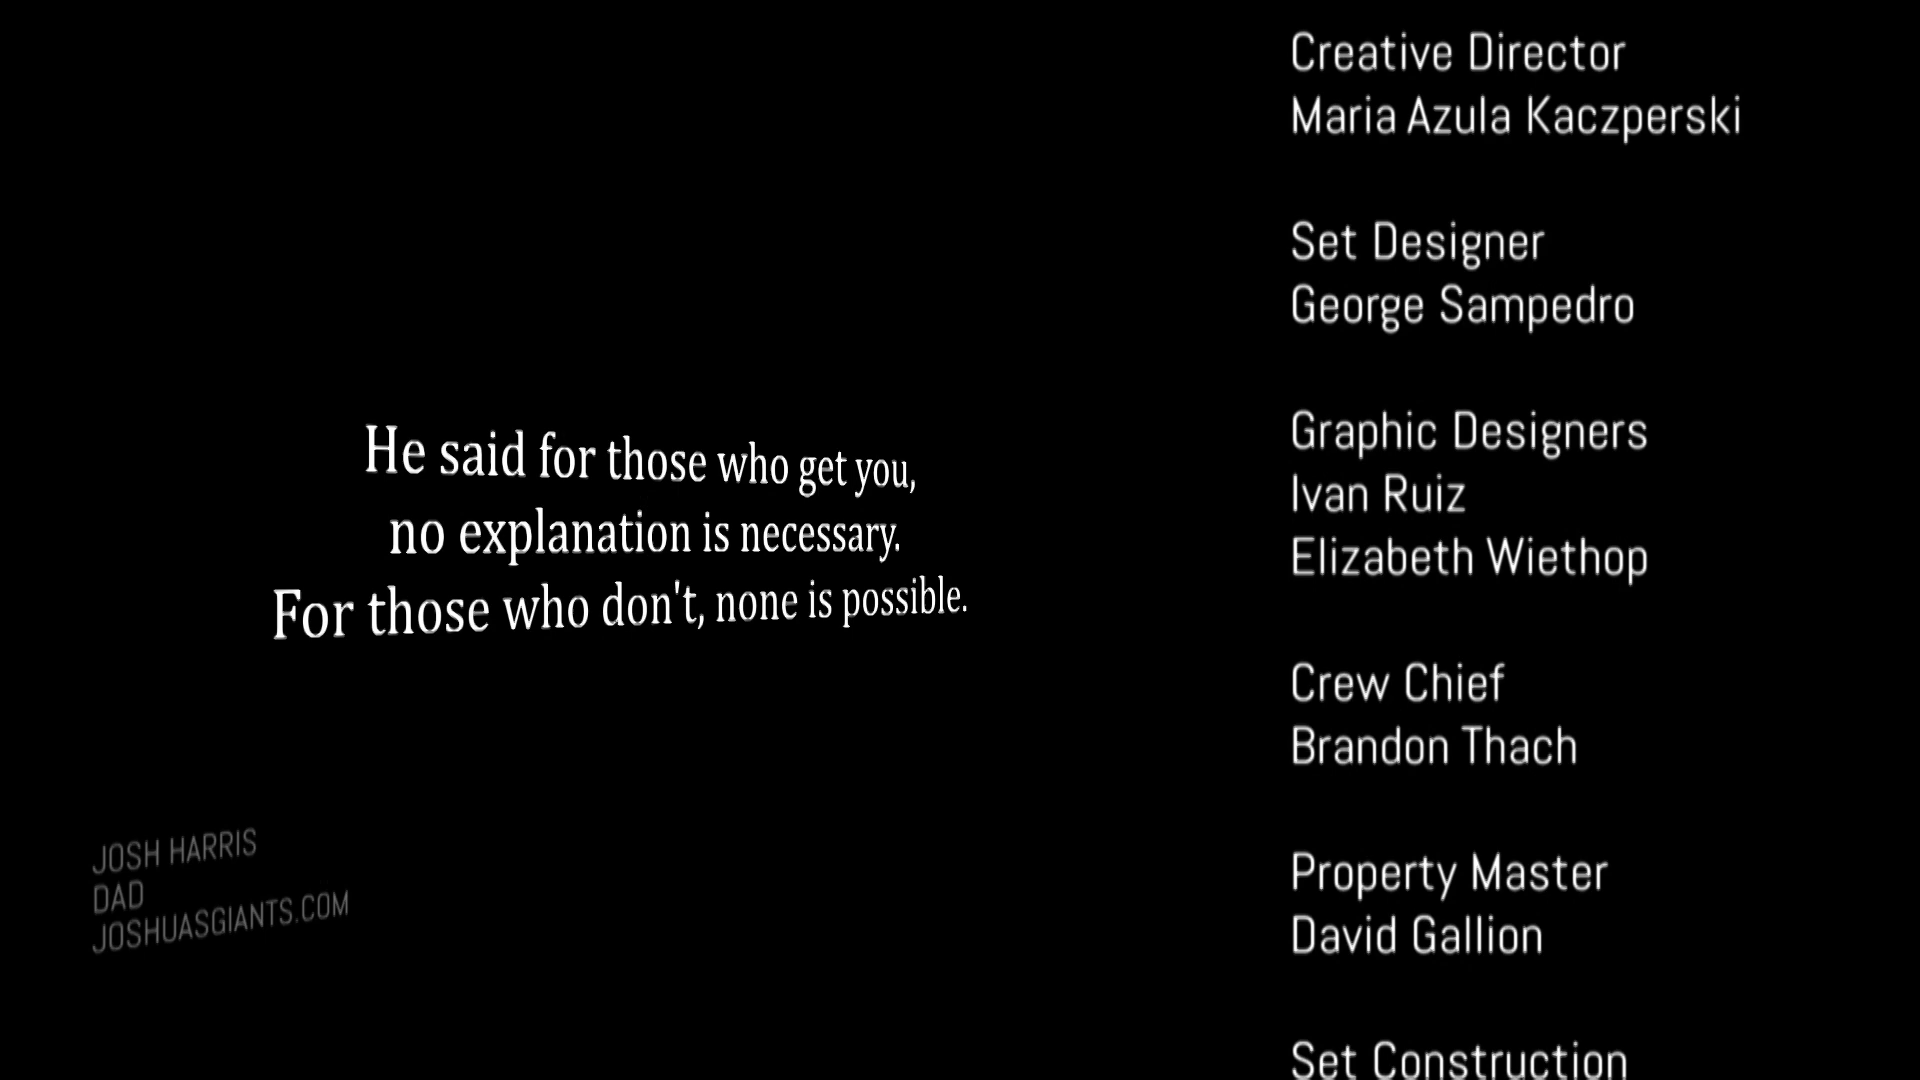 He said for those who get you,
no explanation is necessary.
For those who don't, none is possible.
JOSH HARRIS
DAD
JOSHUASGIANTS.COM
Creative Director
Maria Azula Kaczperski
Set Designer
George Sampedro
Graphic Designers
Ivan Ruiz
Elizabeth Wiethop
Crew Chief
Brandon Thach
Property Master
David Gallion
Set Construction